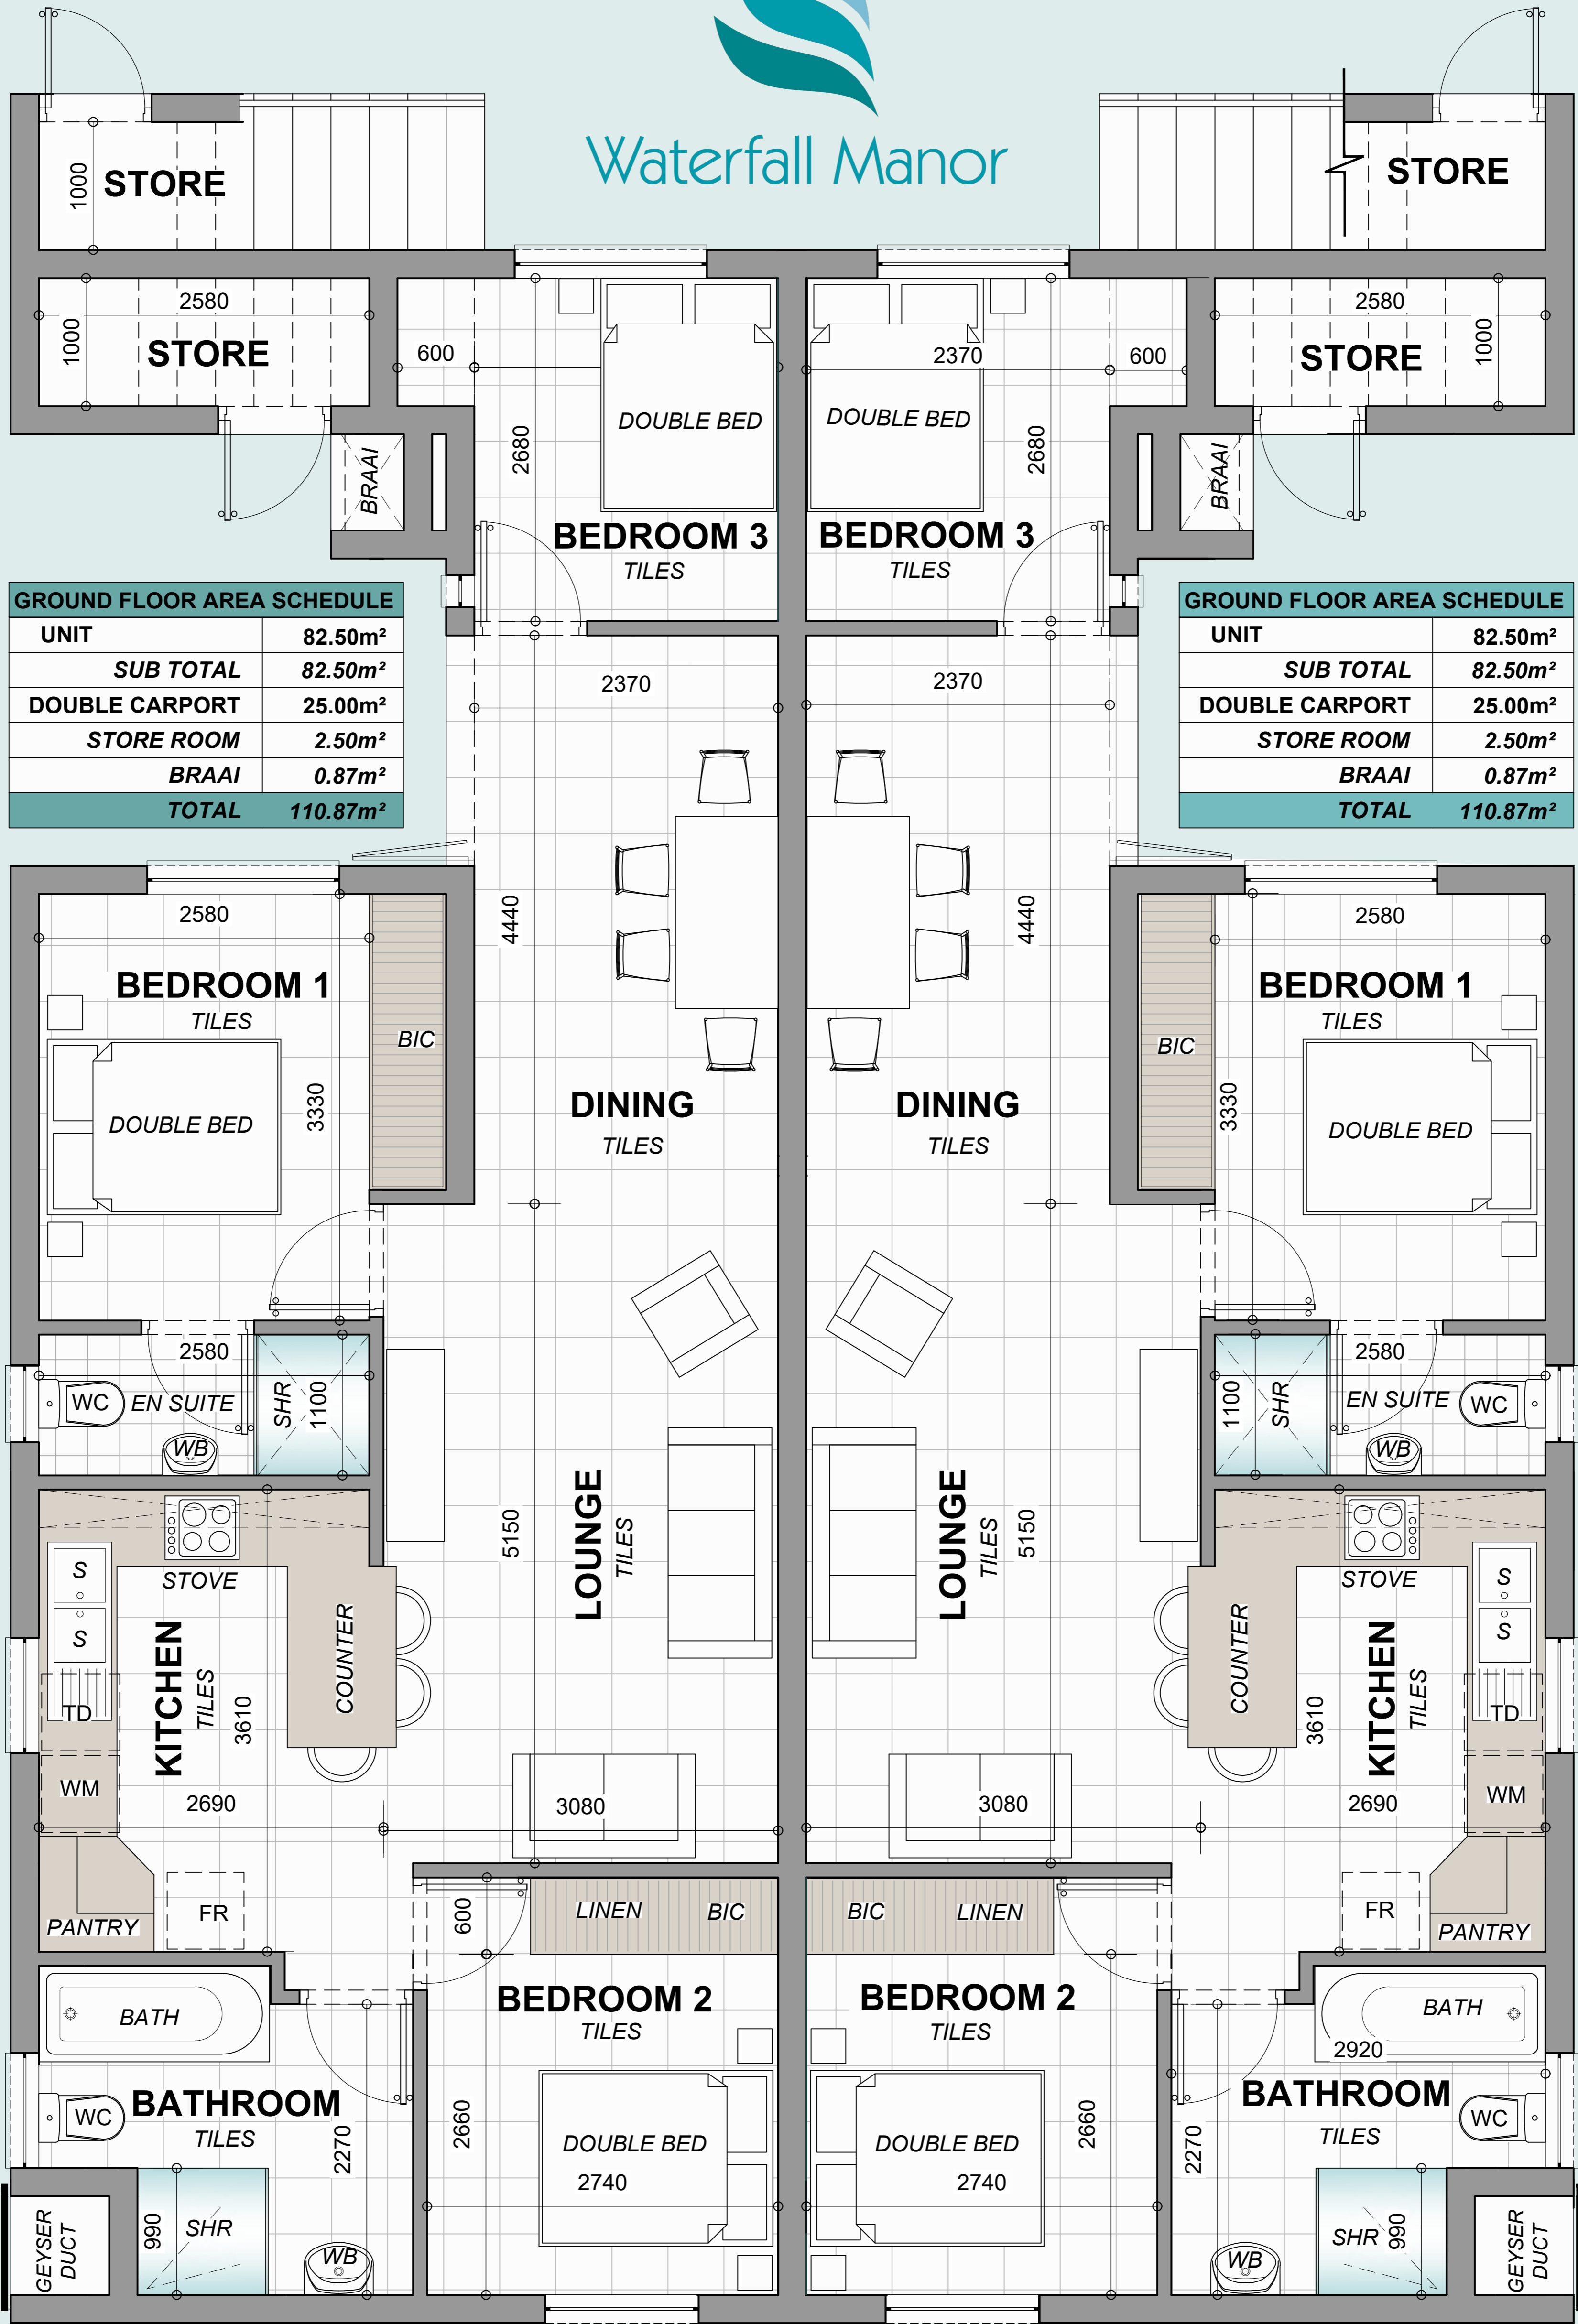 Waterfall Manor
STORE
1000
STORE
2580
1000
STORE
600
2680
DOUBLE BED
BEDROOM 3
TILES
2370
600
2680
DOUBLE BED
BEDROOM 3
TILES
2580
1000
STORE
BRAAI
BRAAI
GROUND FLOOR AREA SCHEDULE
UNIT 82.50m²
SUB TOTAL 82.50m²
DOUBLE CARPORT 25.00m²
STORE ROOM 2.50m²
BRAAI 0.87m²
TOTAL 110.87m²
GROUND FLOOR AREA SCHEDULE
UNIT 82.50m²
SUB TOTAL 82.50m²
DOUBLE CARPORT 25.00m²
STORE ROOM 2.50m²
BRAAI 0.87m²
TOTAL 110.87m²
2370
2370
4440
4440
DINING
TILES
DINING
TILES
2580
BEDROOM 1
TILES
BIC
3330
DOUBLE BED
2580
BEDROOM 1
TILES
BIC
3330
DOUBLE BED
2580
WC
EN SUITE
SHR
1100
WB
2580
1100
SHR
EN SUITE
WC
WB
LOUNGE
TILES
5150
3080
LOUNGE
TILES
5150
3080
STOVE
S
S
TD
WM
KITCHEN
TILES
3610
COUNTER
2690
FR
PANTRY
STOVE
S
S
TD
WM
KITCHEN
TILES
3610
COUNTER
2690
FR
PANTRY
600
LINEN
BIC
BEDROOM 2
TILES
2660
DOUBLE BED
2740
BIC
LINEN
BEDROOM 2
TILES
2660
DOUBLE BED
2740
BATH
WC
BATHROOM
TILES
2270
990
SHR
WB
GEYSER
DUCT
BATH
2920
BATHROOM
TILES
WC
2270
SHR
990
WB
GEYSER
DUCT